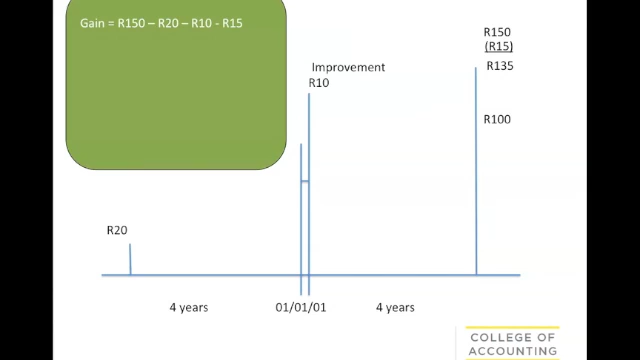 Gain = R150 – R20 – R10 - R15
R150
(R15)
R135
Improvement
R10
R100
R20
4 years
01/01/01
4 years
COLLEGE OF
ACCOUNTING